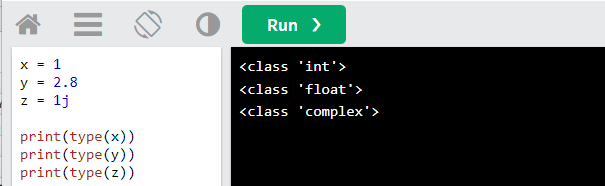 Run ❯
x = 1
y = 2.8
z = 1j
print(type(x))
print(type(y))
print(type(z))
<class 'int'>
<class 'float'>
<class 'complex'>